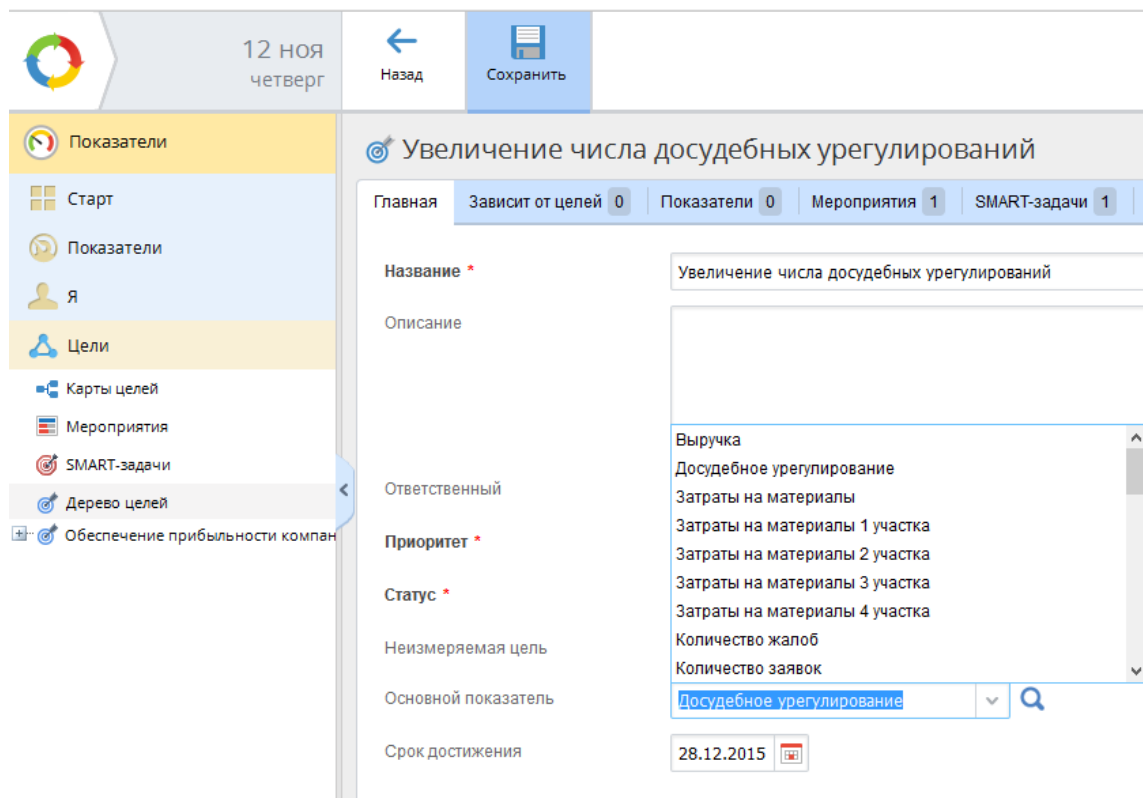 12 ноя
четверг
Назад
Сохранить
Показатели
Старт
Показатели
Я
Цели
Карты целей
Мероприятия
SMART-задачи
Дерево целей
Обеспечение прибыльности компан
Увеличение числа досудебных урегулирований
Главная Зависит от целей 0 Показатели 0 Мероприятия 1 SMART-задачи 1
Название * Увеличение числа досудебных урегулирований
Описание
Выручка
Досудебное урегулирование
Затраты на материалы
Затраты на материалы 1 участка
Затраты на материалы 2 участка
Затраты на материалы 3 участка
Затраты на материалы 4 участка
Количество жалоб
Количество заявок
Ответственный
Приоритет *
Статус *
Неизмеряемая цель
Основной показатель Досудебное урегулирование
Срок достижения 28.12.2015